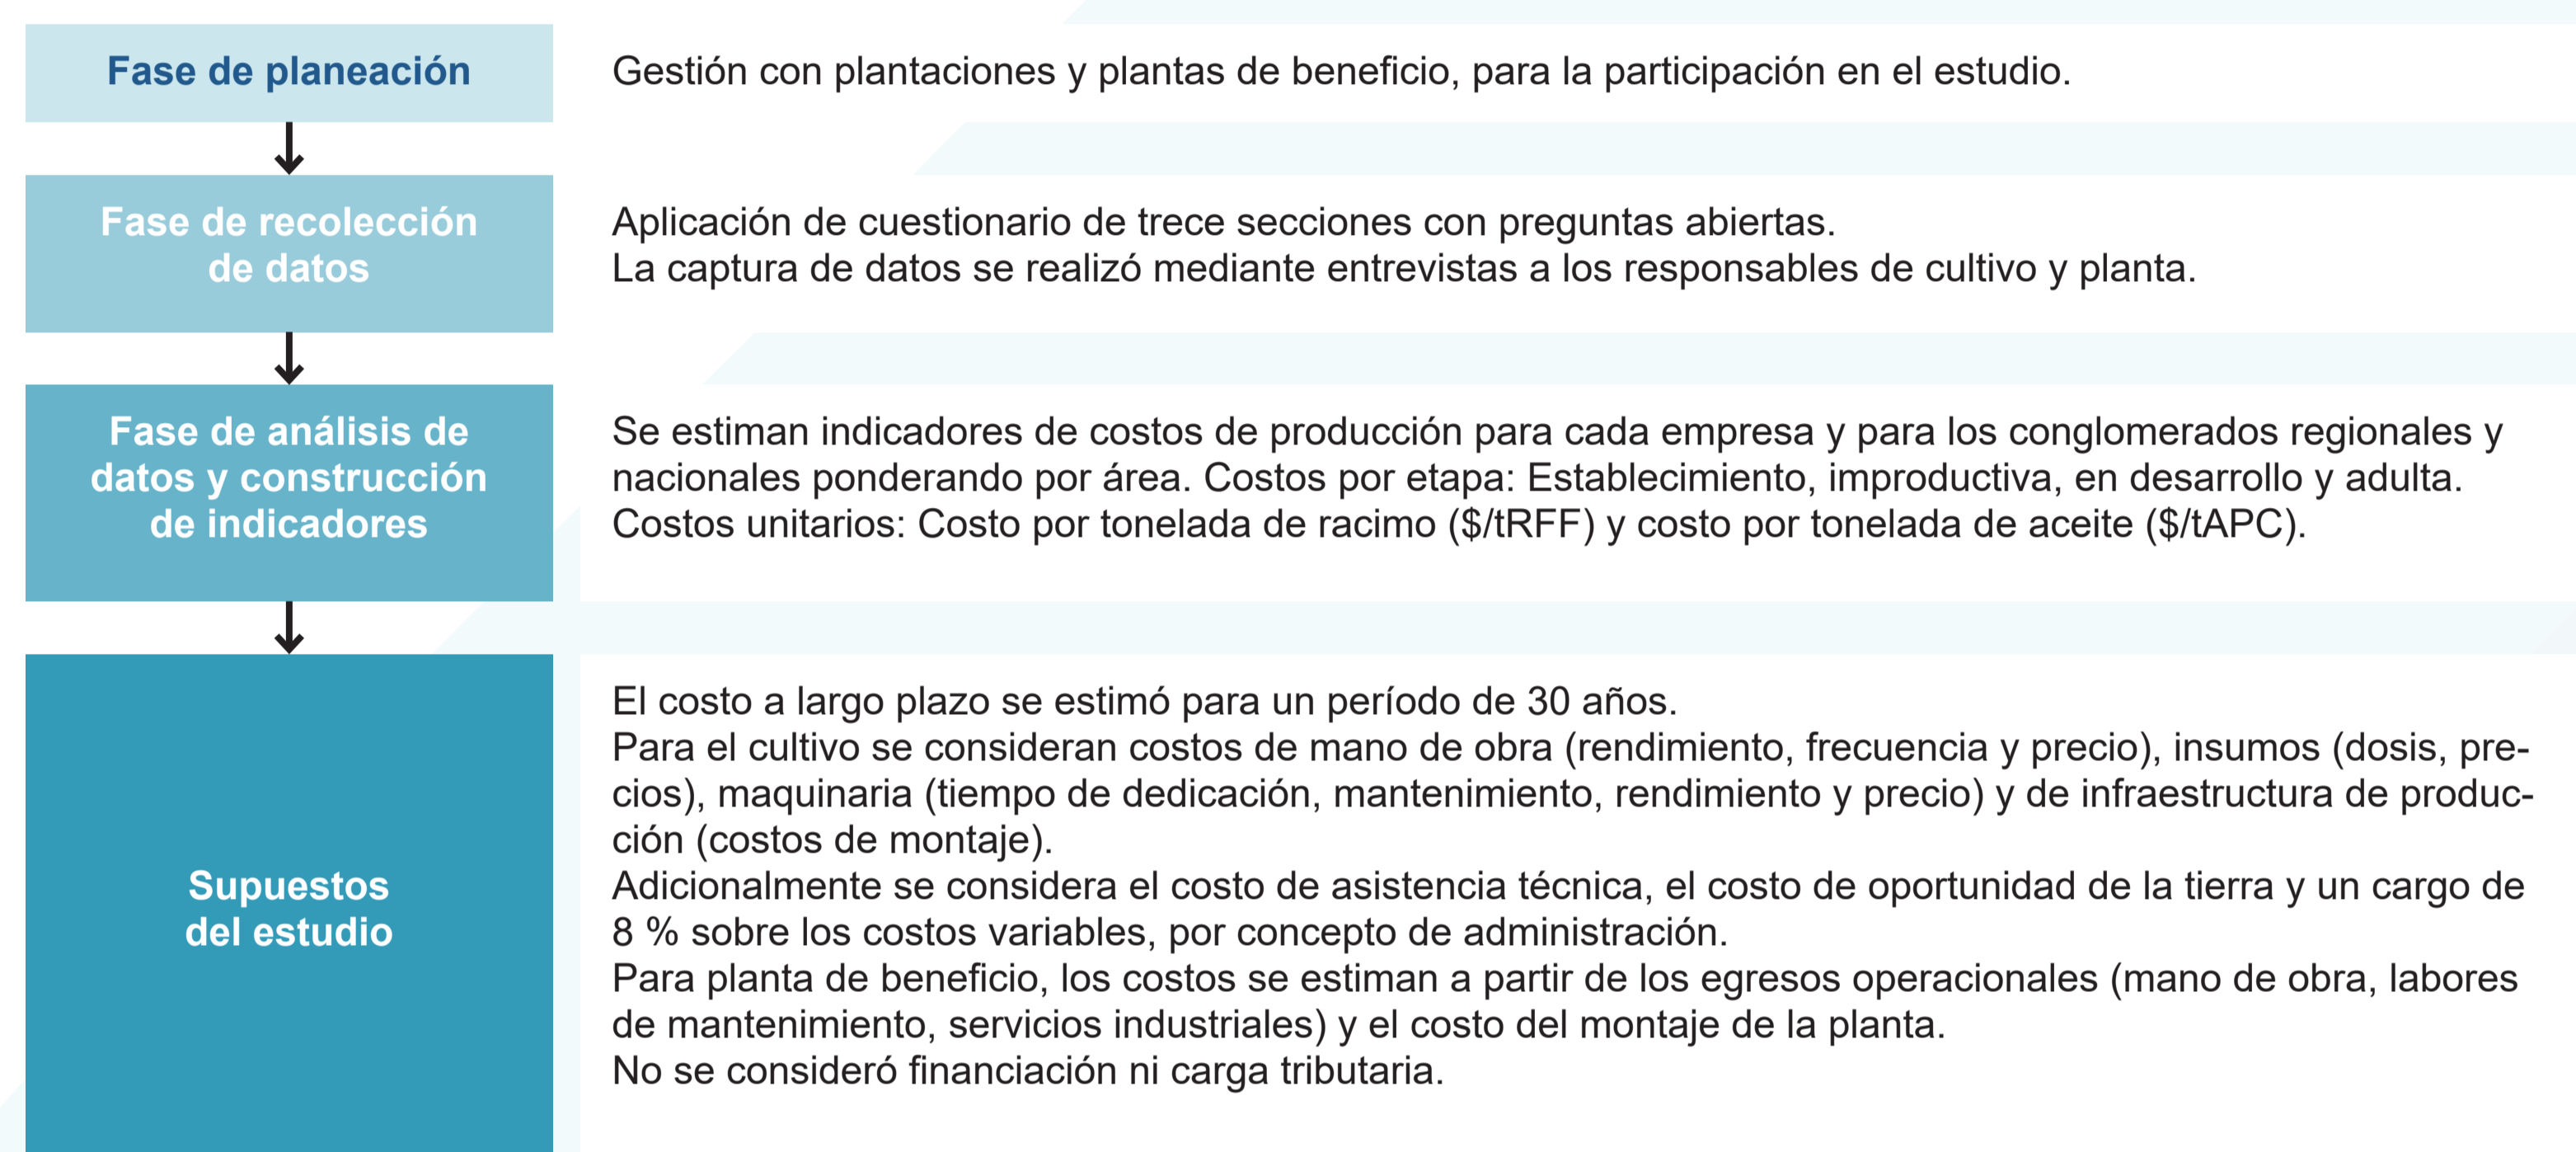 Fase de planeación
Gestión con plantaciones y plantas de beneficio, para la participación en el estudio.
Fase de recolección
de datos
Aplicación de cuestionario de trece secciones con preguntas abiertas.
La captura de datos se realizó mediante entrevistas a los responsables de cultivo y planta.
Fase de análisis de
datos y construcción
de indicadores
Se estiman indicadores de costos de producción para cada empresa y para los conglomerados regionales y
nacionales ponderando por área. Costos por etapa: Establecimiento, improductiva, en desarrollo y adulta.
Costos unitarios: Costo por tonelada de racimo ($/tRFF) y costo por tonelada de aceite ($/tAPC).
Supuestos
del estudio
El costo a largo plazo se estimó para un período de 30 años.
Para el cultivo se consideran costos de mano de obra (rendimiento, frecuencia y precio), insumos (dosis, pre-
cios), maquinaria (tiempo de dedicación, mantenimiento, rendimiento y precio) y de infraestructura de produc-
ción (costos de montaje).
Adicionalmente se considera el costo de asistencia técnica, el costo de oportunidad de la tierra y un cargo de
8 % sobre los costos variables, por concepto de administración.
Para planta de beneficio, los costos se estiman a partir de los egresos operacionales (mano de obra, labores
de mantenimiento, servicios industriales) y el costo del montaje de la planta.
No se consideró financiación ni carga tributaria.